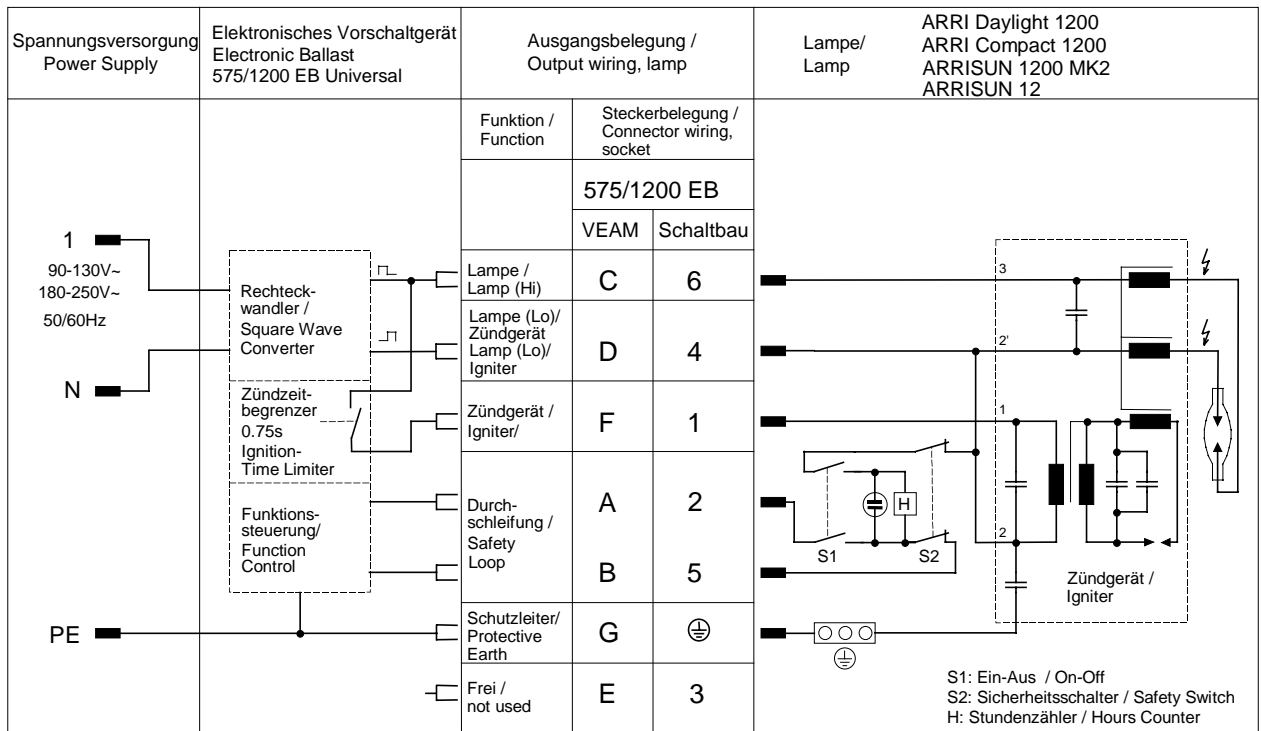 Spannungsversorgung
Power Supply
Elektronisches Vorschaltgerät
Electronic Ballast
575/1200 EB Universal
Ausgangsbelegung /
Output wiring, lamp
Lampe/
Lamp
ARRI Daylight 1200
ARRI Compact 1200
ARRISUN 1200 MK2
ARRISUN 12
Funktion /
Function
Steckerbelegung /
Connector wiring,
socket
575/1200 EB
VEAM
Schaltbau
1
90-130V~
180-250V~
50/60Hz
N
PE
Rechteck-
wandler /
Square Wave
Converter
Zündzeit-
begrenzer
0.75s
Ignition-
Time Limiter
Funktions-
steuerung/
Function
Control
Lampe /
Lamp (Hi)
C
6
Lampe (Lo)/
Zündgerät
Lamp (Lo)/
Igniter
D
4
Zündgerät /
Igniter/
F
1
Durch-
schleifung /
Safety
Loop
A
2
B
5
Schutzleiter/
Protective
Earth
G
Frei /
not used
E
3
3
2'
1
2
H
S1
S2
Zündgerät /
Igniter
S1: Ein-Aus / On-Off
S2: Sicherheitsschalter / Safety Switch
H: Stundenzähler / Hours Counter